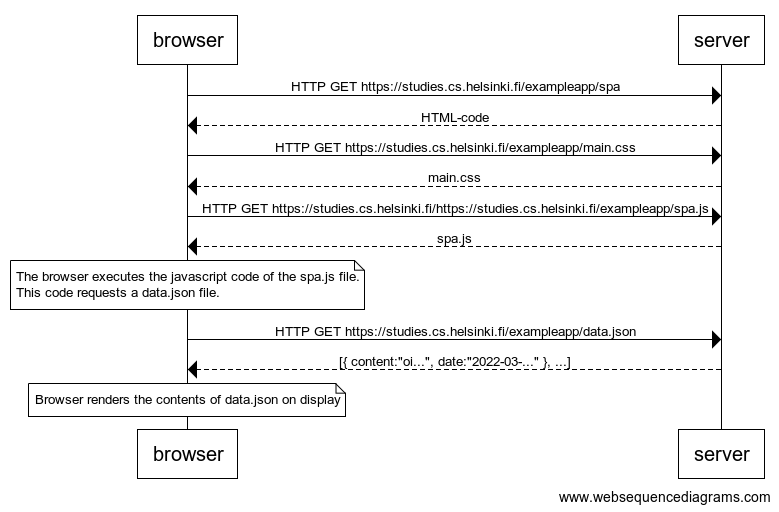 browser
server
HTTP GET https://studies.cs.helsinki.fi/exampleapp/spa
HTML-code
HTTP GET https://studies.cs.helsinki.fi/exampleapp/main.css
main.css
HTTP GET https://studies.cs.helsinki.fi/https://studies.cs.helsinki.fi/exampleapp/spa.js
spa.js
The browser executes the javascript code of the spa.js file.
This code requests a data.json file.
HTTP GET https://studies.cs.helsinki.fi/exampleapp/data.json
[{ content:"oi...", date:"2022-03-..." }, ...]
Browser renders the contents of data.json on display
browser
server
www.websequencediagrams.com